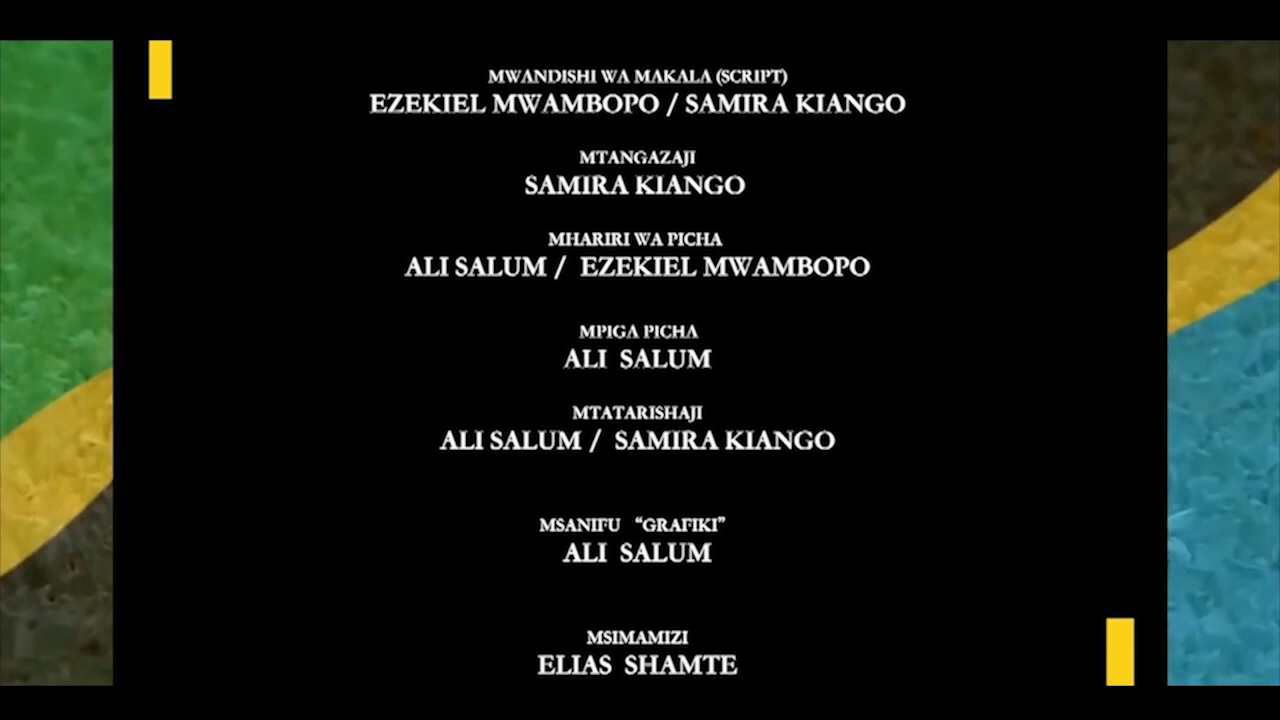 MWANDISHI WA MAKALA (SCRIPT)
EZEKIEL MWAMBOPO / SAMIRA KIANGO
MTANGAZAJI
SAMIRA KIANGO
MHARIRI WA PICHA
ALI SALUM / EZEKIEL MWAMBOPO
MPIGA PICHA
ALI SALUM
MTATARISHAJI
ALI SALUM / SAMIRA KIANGO
MSANIFU “GRAFIKI”
ALI SALUM
MSIMAMIZI
ELIAS SHAMTE